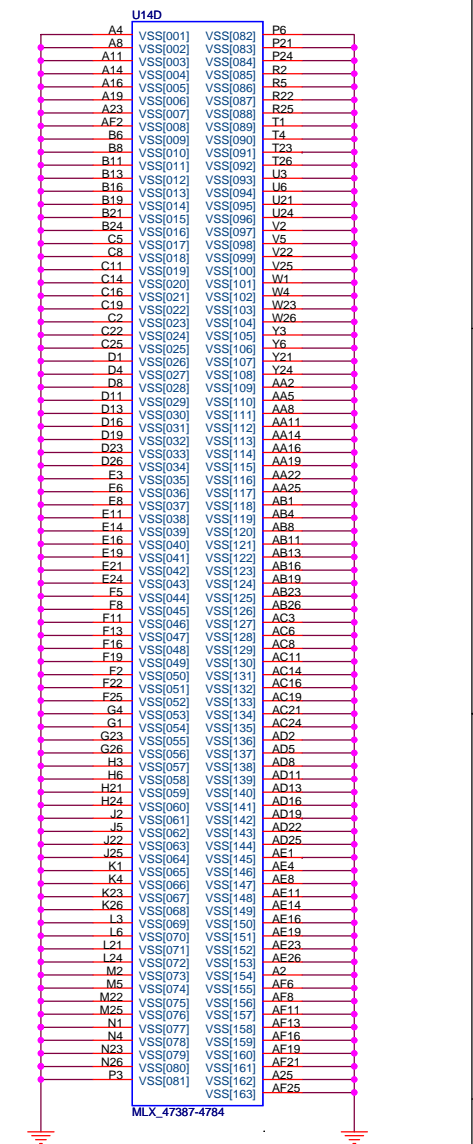 U14D
A4 VSS[001] VSS[082] P6
A8 VSS[002] VSS[083] P21
A11 VSS[003] VSS[084] P24
A14 VSS[004] VSS[085] R2
A16 VSS[005] VSS[086] R5
A19 VSS[006] VSS[087] R22
A23 VSS[007] VSS[088] R25
AF2 VSS[008] VSS[089] T1
B6 VSS[009] VSS[090] T4
B8 VSS[010] VSS[091] T23
B11 VSS[011] VSS[092] T26
B13 VSS[012] VSS[093] U3
B16 VSS[013] VSS[094] U6
B19 VSS[014] VSS[095] U21
B21 VSS[015] VSS[096] U24
B24 VSS[016] VSS[097] V2
C5 VSS[017] VSS[098] V5
C8 VSS[018] VSS[099] V22
C11 VSS[019] VSS[100] V25
C14 VSS[020] VSS[101] W1
C16 VSS[021] VSS[102] W4
C19 VSS[022] VSS[103] W23
C2 VSS[023] VSS[104] W26
C22 VSS[024] VSS[105] Y3
C25 VSS[025] VSS[106] Y6
D1 VSS[026] VSS[107] Y21
D4 VSS[027] VSS[108] Y24
D8 VSS[028] VSS[109] AA2
D11 VSS[029] VSS[110] AA5
D13 VSS[030] VSS[111] AA8
D16 VSS[031] VSS[112] AA11
D19 VSS[032] VSS[113] AA14
D23 VSS[033] VSS[114] AA16
D26 VSS[034] VSS[115] AA19
E3 VSS[035] VSS[116] AA22
E6 VSS[036] VSS[117] AA25
E8 VSS[037] VSS[118] AB1
E11 VSS[038] VSS[119] AB4
E14 VSS[039] VSS[120] AB8
E16 VSS[040] VSS[121] AB11
E19 VSS[041] VSS[122] AB13
E21 VSS[042] VSS[123] AB16
E24 VSS[043] VSS[124] AB19
F5 VSS[044] VSS[125] AB23
F8 VSS[045] VSS[126] AB26
F11 VSS[046] VSS[127] AC3
F13 VSS[047] VSS[128] AC6
F16 VSS[048] VSS[129] AC8
F19 VSS[049] VSS[130] AC11
F2 VSS[050] VSS[131] AC14
F22 VSS[051] VSS[132] AC16
F25 VSS[052] VSS[133] AC19
G4 VSS[053] VSS[134] AC21
G1 VSS[054] VSS[135] AC24
G23 VSS[055] VSS[136] AD2
G26 VSS[056] VSS[137] AD5
H3 VSS[057] VSS[138] AD8
H6 VSS[058] VSS[139] AD11
H21 VSS[059] VSS[140] AD13
H24 VSS[060] VSS[141] AD16
J2 VSS[061] VSS[142] AD19
J5 VSS[062] VSS[143] AD22
J22 VSS[063] VSS[144] AD25
J25 VSS[064] VSS[145] AE1
K1 VSS[065] VSS[146] AE4
K4 VSS[066] VSS[147] AE8
K23 VSS[067] VSS[148] AE11
K26 VSS[068] VSS[149] AE14
L3 VSS[069] VSS[150] AE16
L6 VSS[070] VSS[151] AE19
L21 VSS[071] VSS[152] AE23
L24 VSS[072] VSS[153] AE26
M2 VSS[073] VSS[154] A2
M5 VSS[074] VSS[155] AF6
M22 VSS[075] VSS[156] AF8
M25 VSS[076] VSS[157] AF11
N1 VSS[077] VSS[158] AF13
N4 VSS[078] VSS[159] AF16
N23 VSS[079] VSS[160] AF19
N26 VSS[080] VSS[161] AF21
P3 VSS[081] VSS[162] A25
VSS[163] AF25
MLX_47387-4784